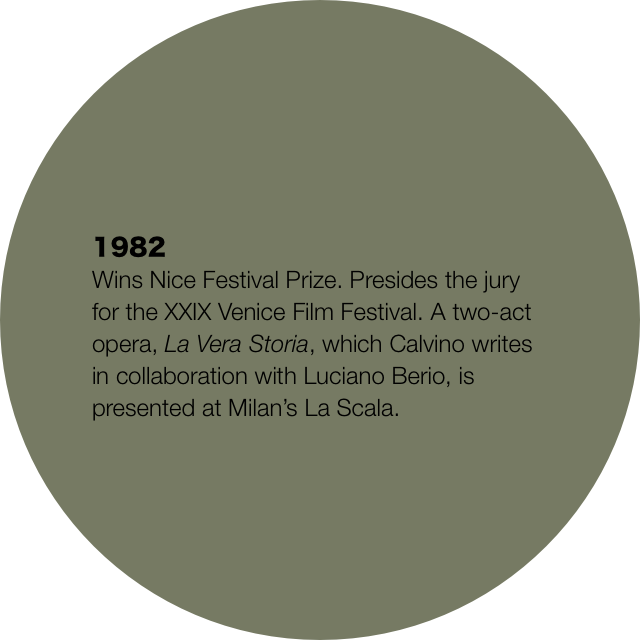 1982
Wins Nice Festival Prize. Presides the jury
for the XXIX Venice Film Festival. A two-act
opera, La Vera Storia, which Calvino writes
in collaboration with Luciano Berio, is
presented at Milan’s La Scala.